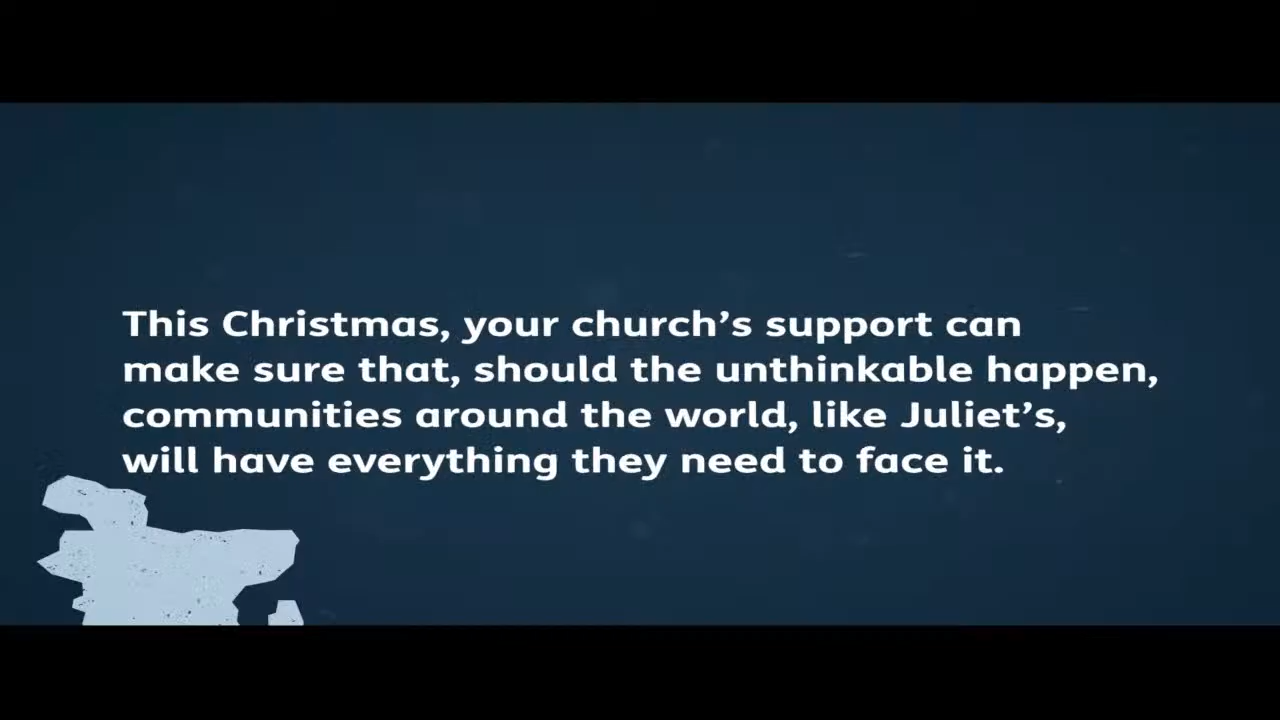 This Christmas, your church’s support can
make sure that, should the unthinkable happen,
communities around the world, like Juliet’s,
will have everything they need to face it.